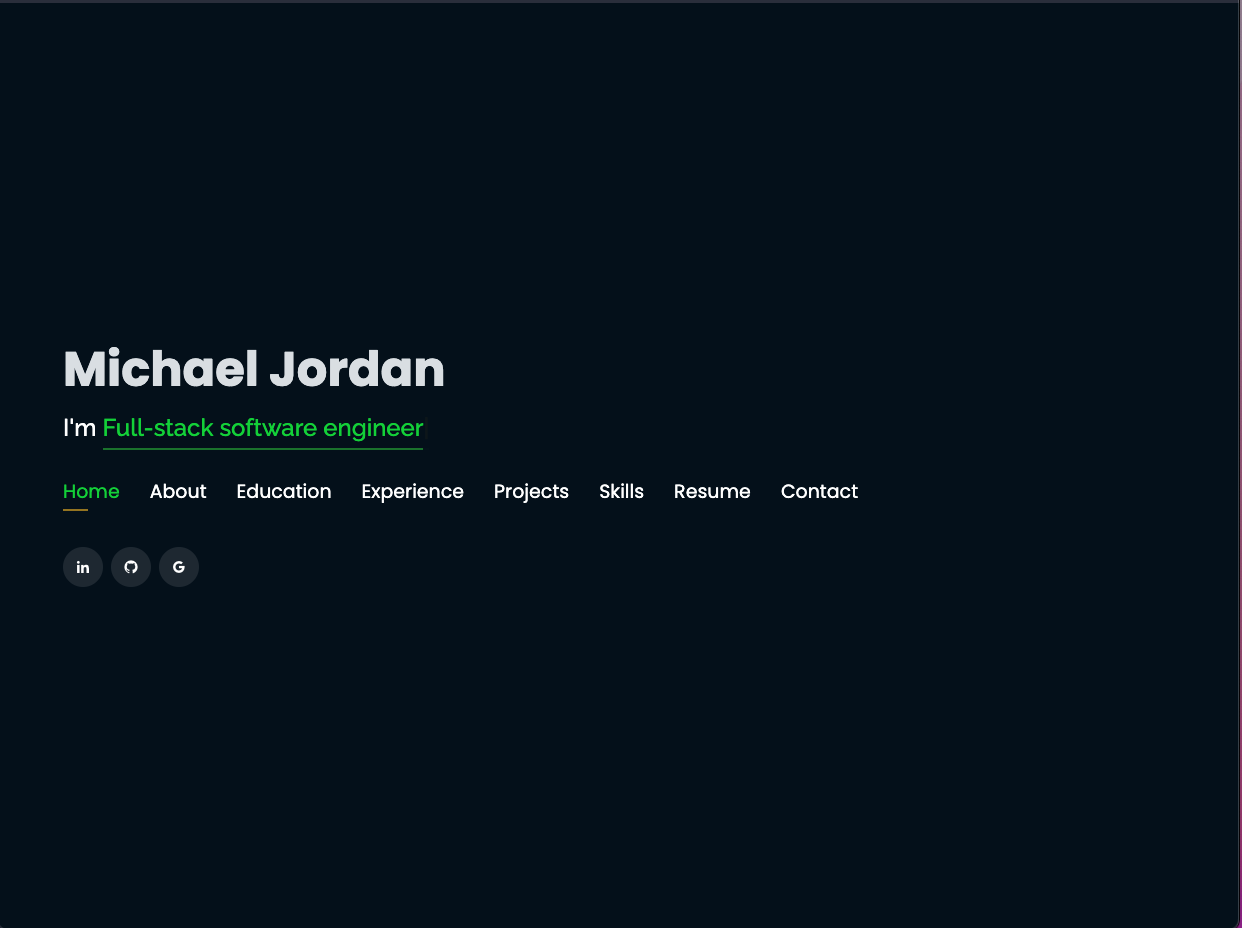 Michael Jordan
I'm Full-stack software engineer
Home About Education Experience Projects Skills Resume Contact
in G